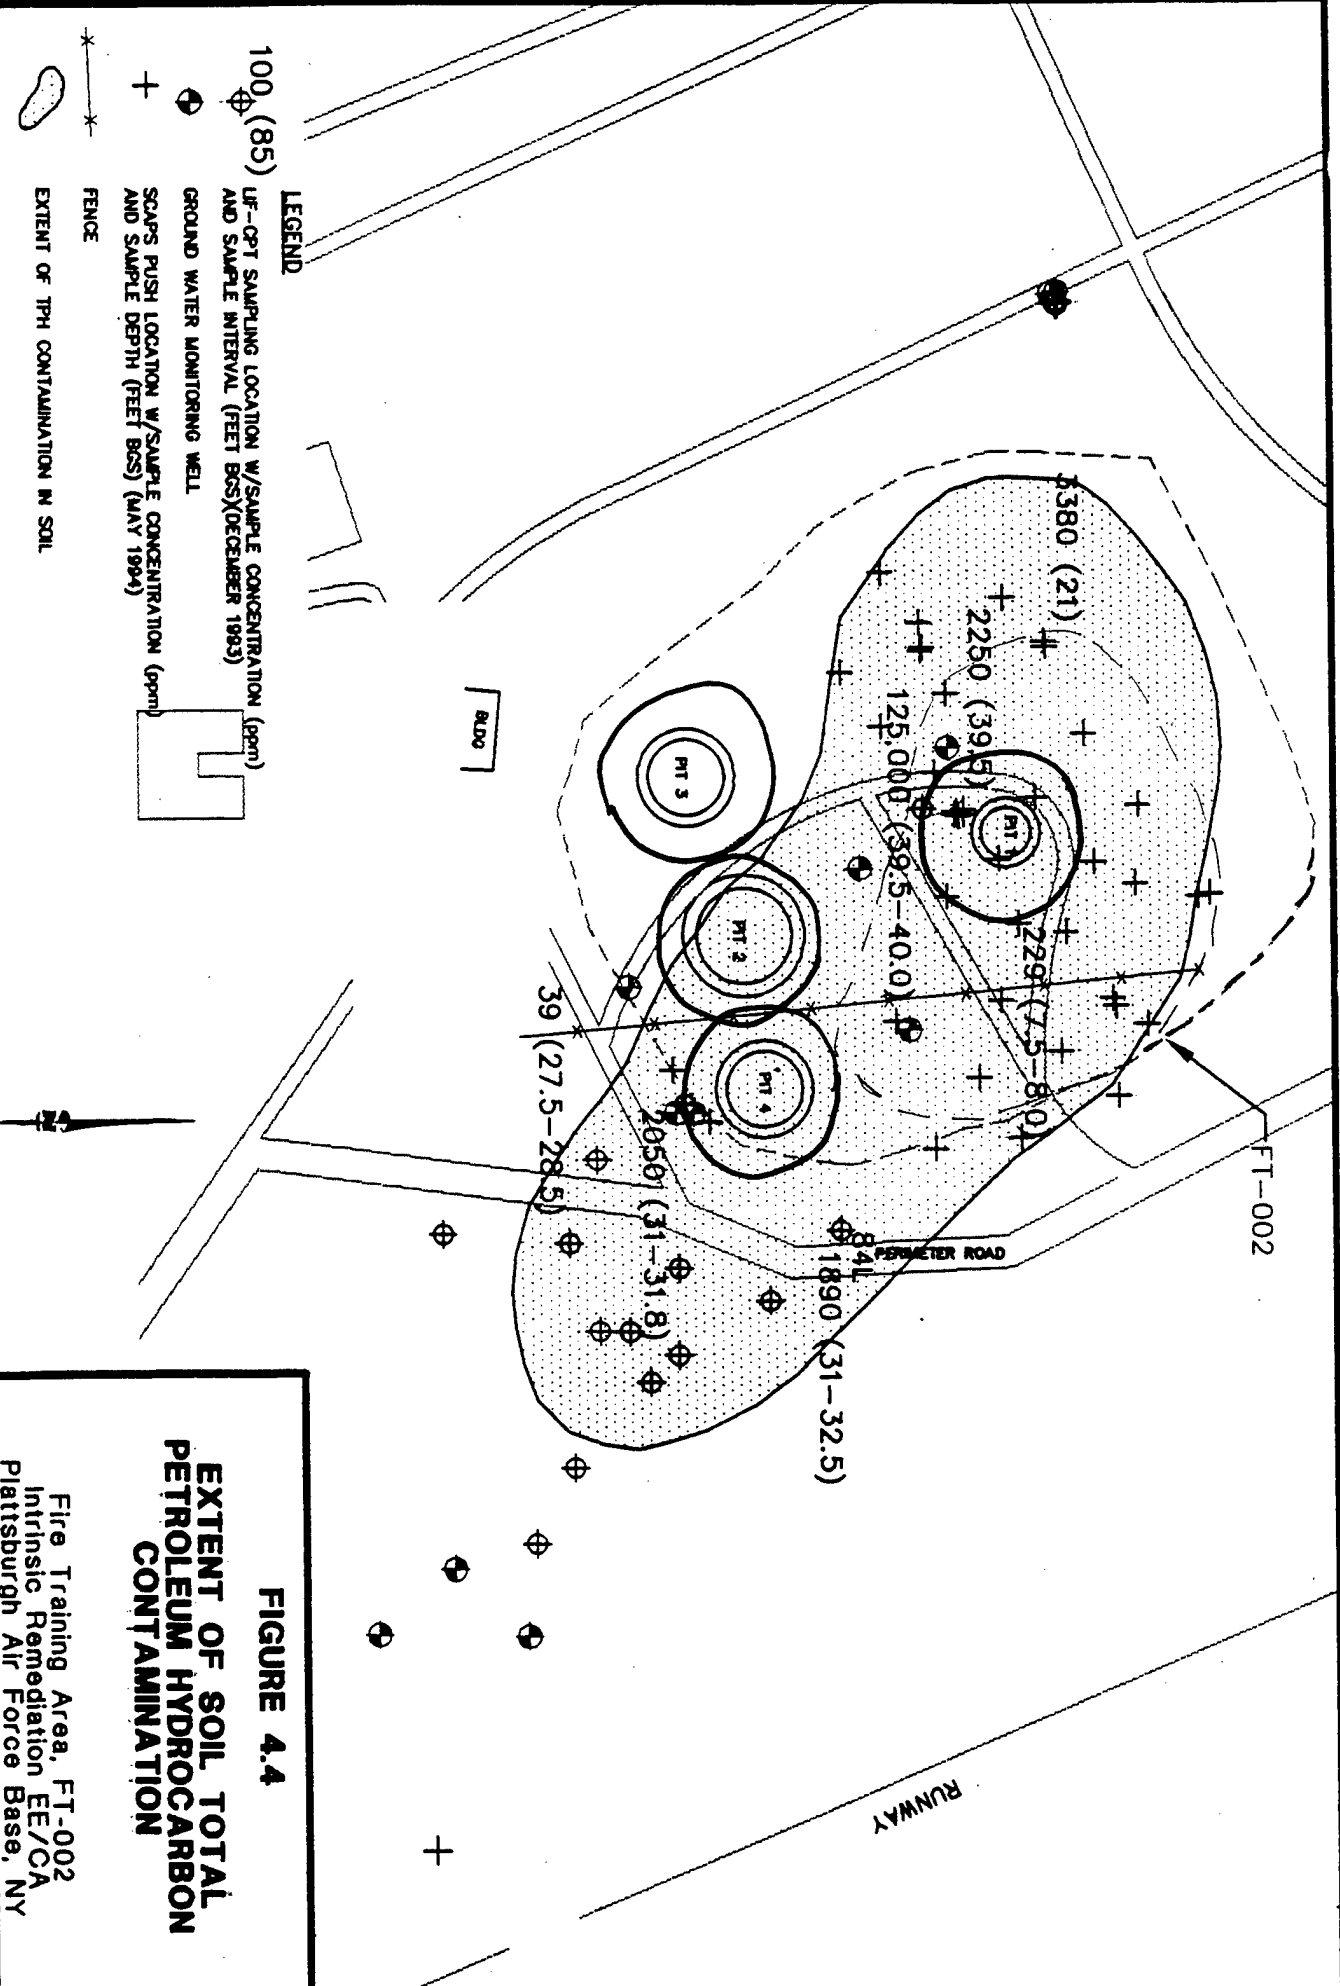 3380 (21)
2250 (39.5)
125,000 (39.5-40.0)
229 (7.5-8.0)
FT-002
PIT 1
PIT 3
PIT 2
PIT 4
BLDG
39 (27.5-28.5)
2050 (31-31.8)
84L
1890 (31-32.5)
PERIMETER ROAD
RUNWAY
LEGEND
100 (85)
LIF-CPT SAMPLING LOCATION W/SAMPLE CONCENTRATION (ppm)
AND SAMPLE INTERVAL (FEET BGS)(DECEMBER 1993)
GROUND WATER MONITORING WELL
SCAPS PUSH LOCATION W/SAMPLE CONCENTRATION (ppm)
AND SAMPLE DEPTH (FEET BGS) (MAY 1994)
FENCE
EXTENT OF TPH CONTAMINATION IN SOIL
FIGURE 4.4
EXTENT OF SOIL TOTAL
PETROLEUM HYDROCARBON
CONTAMINATION
Fire Training Area, FT-002
Intrinsic Remediation EE/CA
Plattsburgh Air Force Base, NY